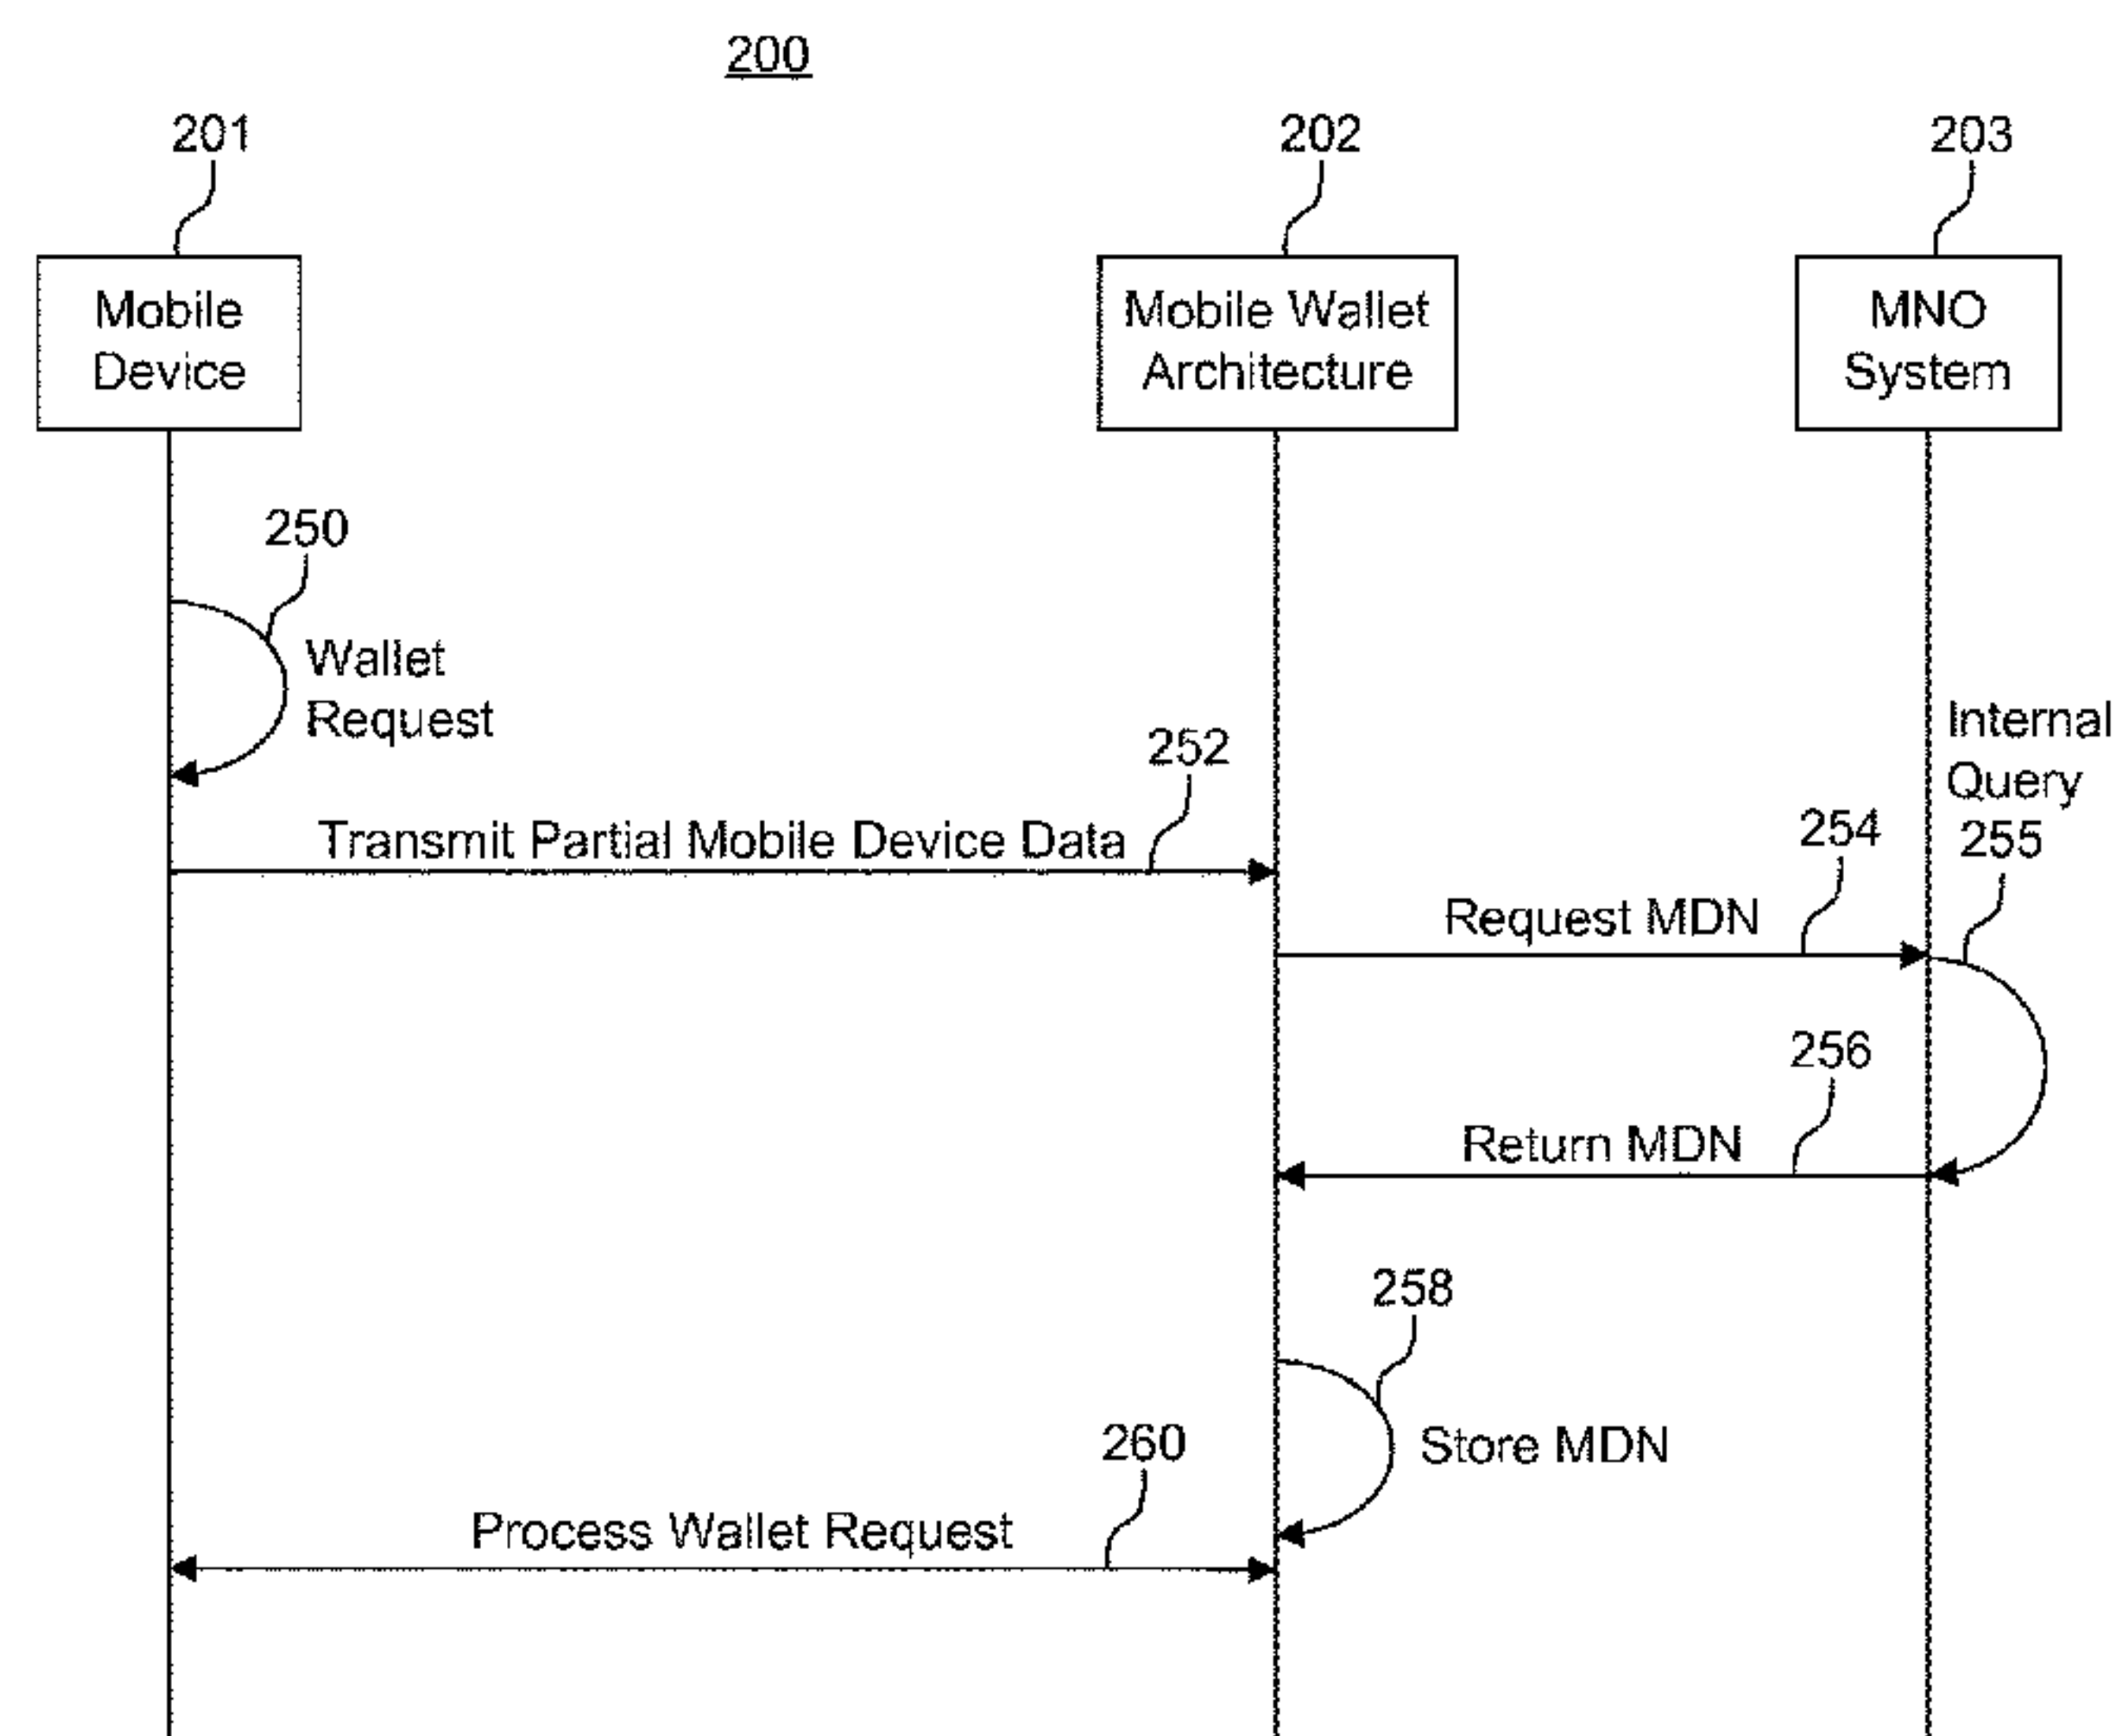 200
201
202
203
Mobile
Device
Mobile Wallet
Architecture
MNO
System
250
Wallet
Request
252
Transmit Partial Mobile Device Data
Internal
Query
255
254
Request MDN
256
Return MDN
258
Store MDN
260
Process Wallet Request